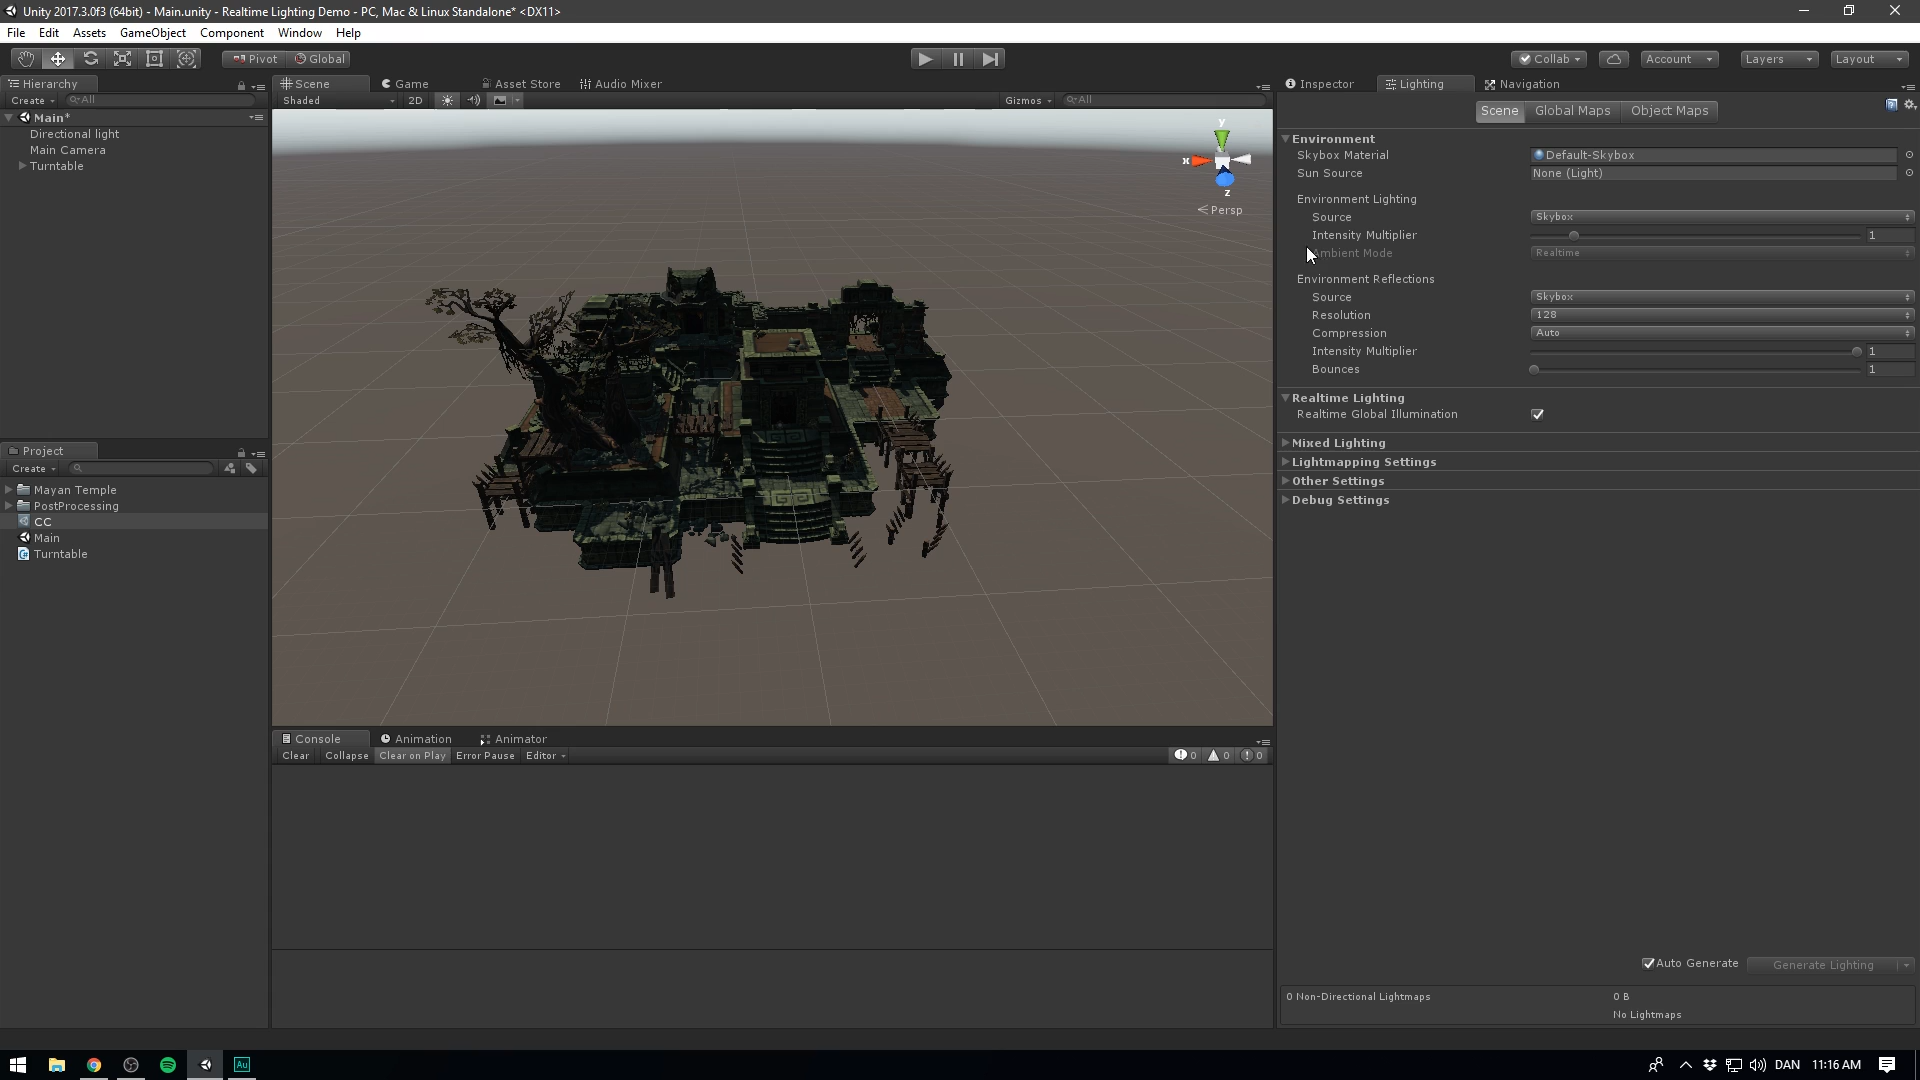 Unity 2017.3.0f3 (64bit) - Main.unity - Realtime Lighting Demo - PC, Mac & Linux Standalone* <DX11>
File Edit Assets GameObject Component Window Help
Pivot Global Collab Account Layers Layout
Hierarchy
Create All
Main*
Directional light
Main Camera
Turntable
Project
Create
Mayan Temple
PostProcessing
CC
Main
Turntable
Scene Game Asset Store Audio Mixer
Shaded 2D Gizmos All
y
x
z
Persp
Console Animation Animator
Clear Collapse Clear on Play Error Pause Editor 0 0 0
Inspector Lighting Navigation
Scene Global Maps Object Maps
Environment
Skybox Material Default-Skybox
Sun Source None (Light)
Environment Lighting
Source Skybox
Intensity Multiplier 1
Ambient Mode Realtime
Environment Reflections
Source Skybox
Resolution 128
Compression Auto
Intensity Multiplier 1
Bounces 1
Realtime Lighting
Realtime Global Illumination
Mixed Lighting
Lightmapping Settings
Other Settings
Debug Settings
Auto Generate Generate Lighting
0 Non-Directional Lightmaps 0 B
No Lightmaps
Au DAN 11:16 AM